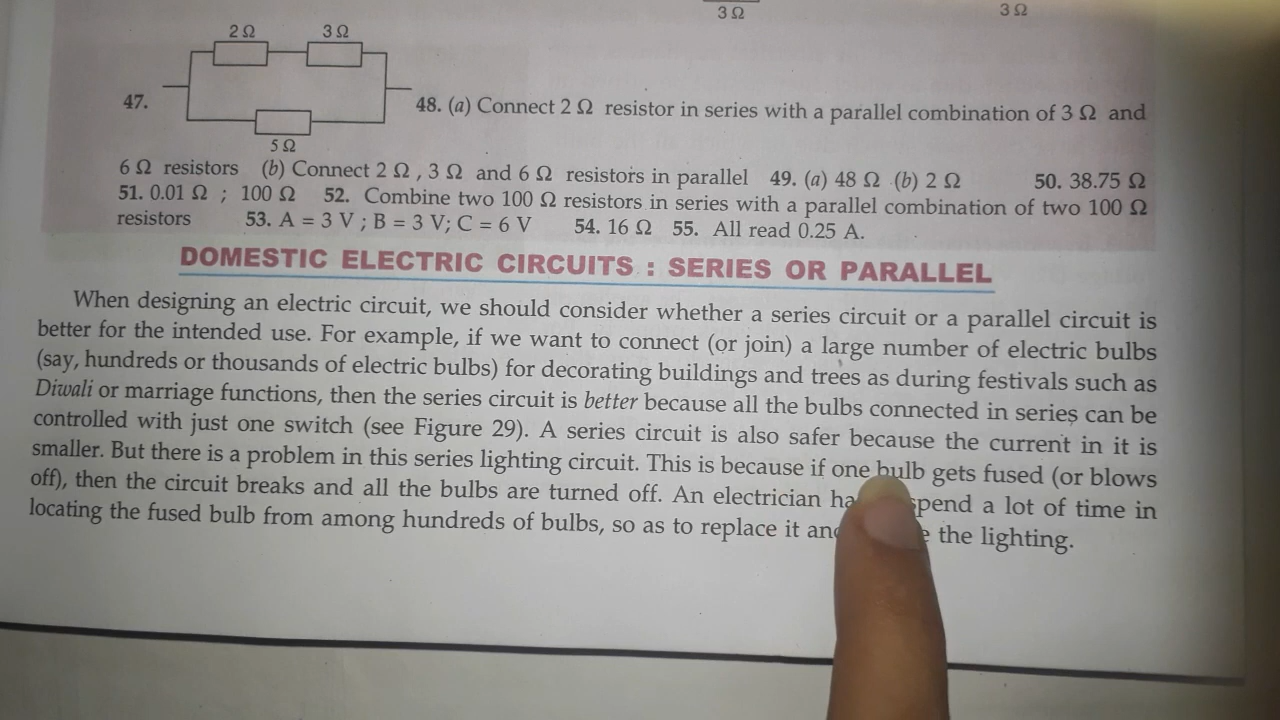 3 Ω
3 Ω
2 Ω 3 Ω
47.
5 Ω
48. (a) Connect 2 Ω resistor in series with a parallel combination of 3 Ω and
6 Ω resistors (b) Connect 2 Ω , 3 Ω and 6 Ω resistors in parallel 49. (a) 48 Ω (b) 2 Ω 50. 38.75 Ω
51. 0.01 Ω ; 100 Ω 52. Combine two 100 Ω resistors in series with a parallel combination of two 100 Ω
resistors 53. A = 3 V ; B = 3 V; C = 6 V 54. 16 Ω 55. All read 0.25 A.
DOMESTIC ELECTRIC CIRCUITS : SERIES OR PARALLEL
When designing an electric circuit, we should consider whether a series circuit or a parallel circuit is
better for the intended use. For example, if we want to connect (or join) a large number of electric bulbs
(say, hundreds or thousands of electric bulbs) for decorating buildings and trees as during festivals such as
Diwali or marriage functions, then the series circuit is better because all the bulbs connected in series can be
controlled with just one switch (see Figure 29). A series circuit is also safer because the current in it is
smaller. But there is a problem in this series lighting circuit. This is because if one bulb gets fused (or blows
off), then the circuit breaks and all the bulbs are turned off. An electrician spend a lot of time in
locating the fused bulb from among hundreds of bulbs, so as to replace it the lighting.